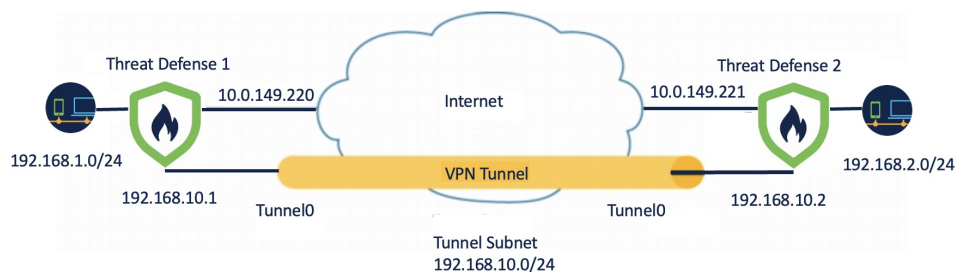 Threat Defense 1
Threat Defense 2
10.0.149.220
Internet
10.0.149.221
192.168.1.0/24
192.168.2.0/24
VPN Tunnel
192.168.10.1
192.168.10.2
Tunnel0
Tunnel0
Tunnel Subnet
192.168.10.0/24